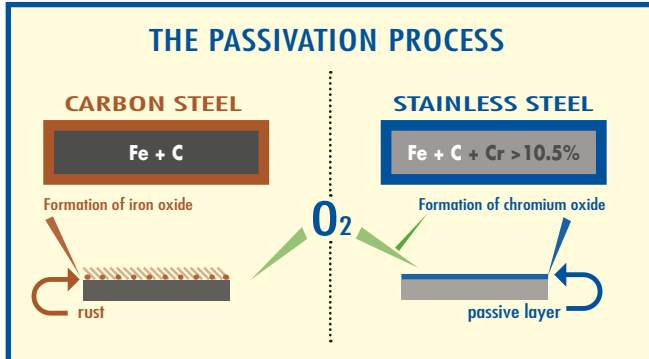 THE PASSIVATION PROCESS
CARBON STEEL
Fe + C
Formation of iron oxide
rust
O₂
STAINLESS STEEL
Fe + C + Cr >10.5%
Formation of chromium oxide
passive layer